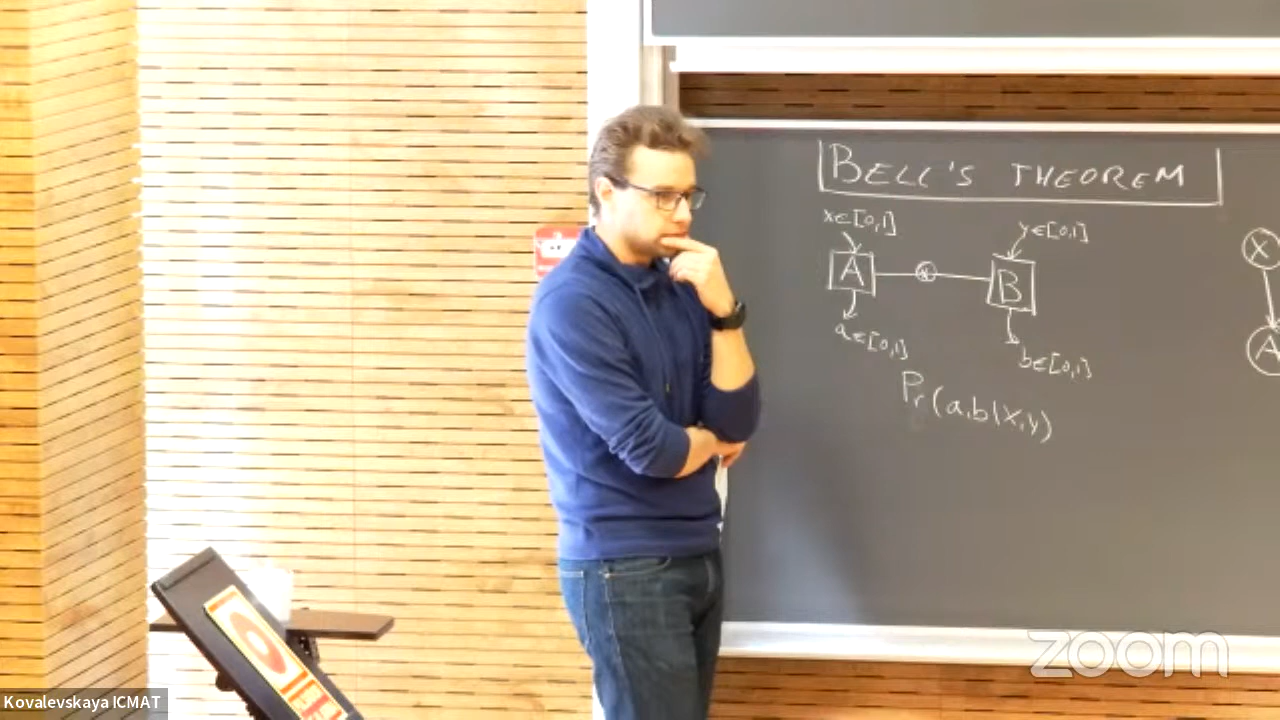 BELL'S THEOREM
x∈[0,1]
y∈[0,1]
X
A
B
A
a∈[0,1]
b∈[0,1]
Pr(a,b|x,y)
zoom
Kovalevskaya ICMAT